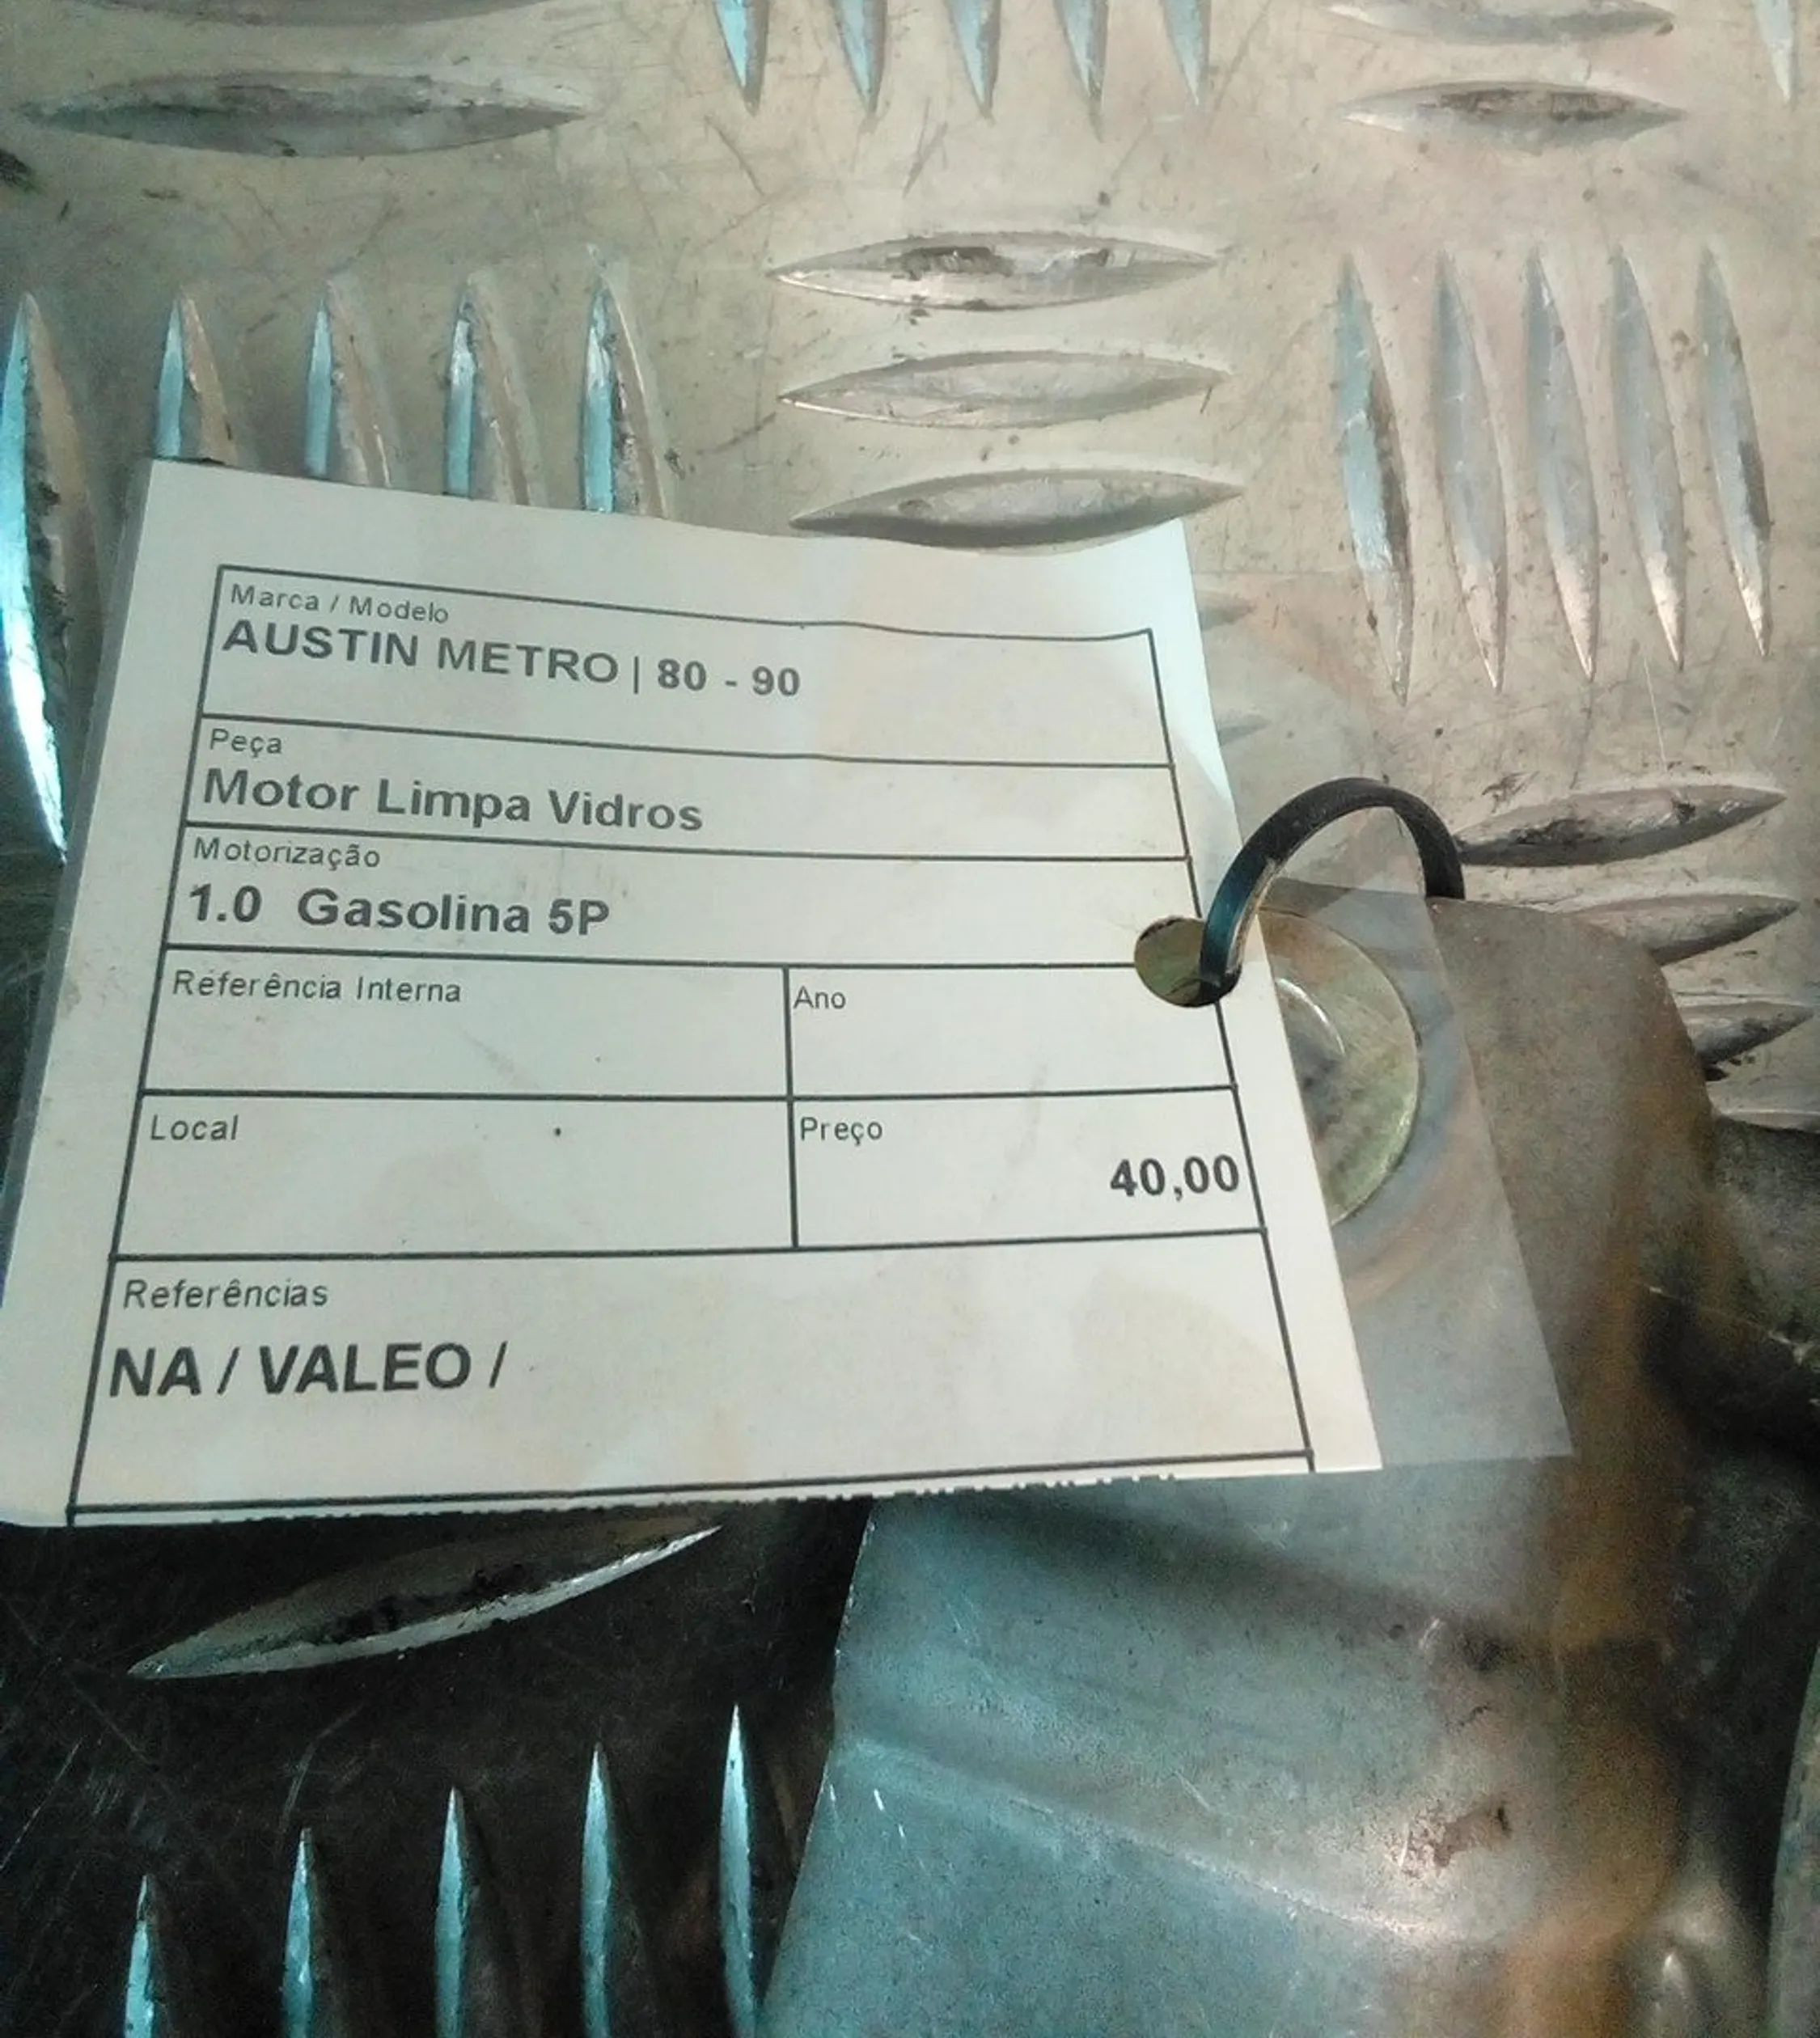 Marca / Modelo
AUSTIN METRO | 80 - 90
Peça
Motor Limpa Vidros
Motorização
1.0 Gasolina 5P
Referência Interna
Ano
Local
Preço
40,00
Referências
NA / VALEO /